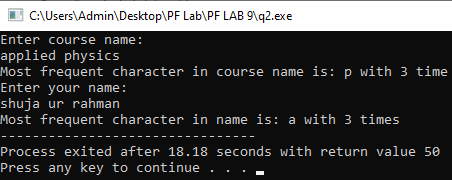 C:\Users\Admin\Desktop\PF Lab\PF LAB 9\q2.exe
Enter course name:
applied physics
Most frequent character in course name is: p with 3 time
Enter your name:
shuja ur rahman
Most frequent character in name is: a with 3 times
--------------------------------
Process exited after 18.18 seconds with return value 50
Press any key to continue . . .